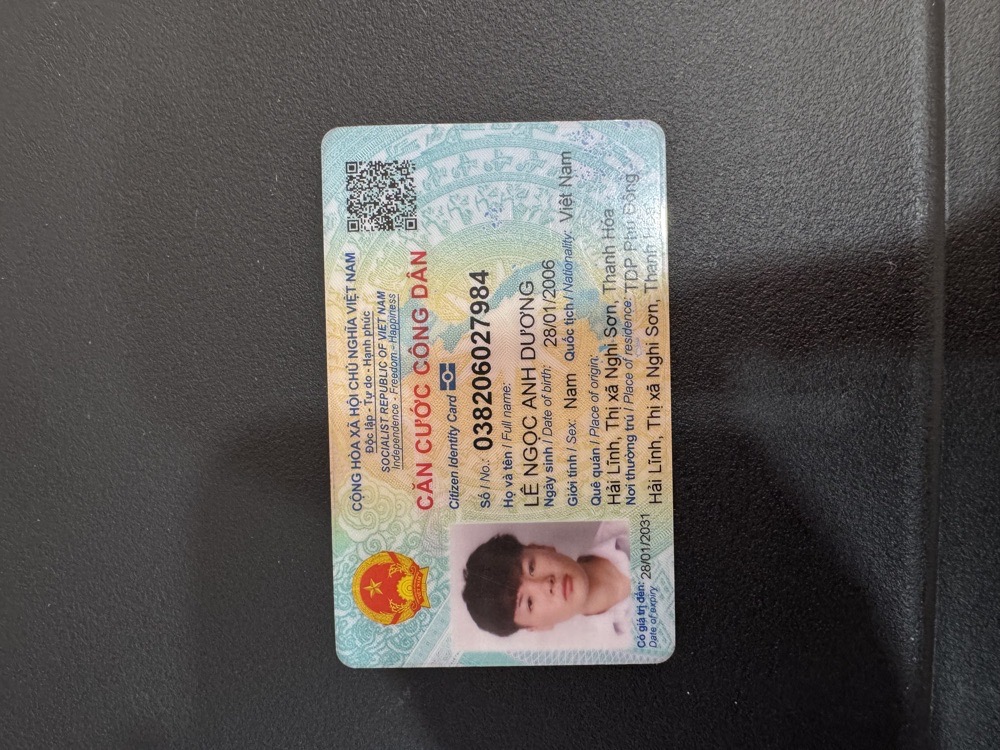 CỘNG HÒA XÃ HỘI CHỦ NGHĨA VIỆT NAM
Độc lập - Tự do - Hạnh phúc
SOCIALIST REPUBLIC OF VIET NAM
Independence - Freedom - Happiness
CĂN CƯỚC CÔNG DÂN
Citizen Identity Card
Số / No.: 038206027984
Họ và tên / Full name:
LÊ NGỌC ANH DƯƠNG
Ngày sinh / Date of birth: 28/01/2006
Giới tính / Sex: Nam Quốc tịch / Nationality: Việt Nam
Quê quán / Place of origin:
Hải Lĩnh, Thị xã Nghi Sơn, Thanh Hóa
Nơi thường trú / Place of residence: TDP Phú Đông
Hải Lĩnh, Thị xã Nghi Sơn, Thanh Hóa
Có giá trị đến: 28/01/2031
Date of expiry